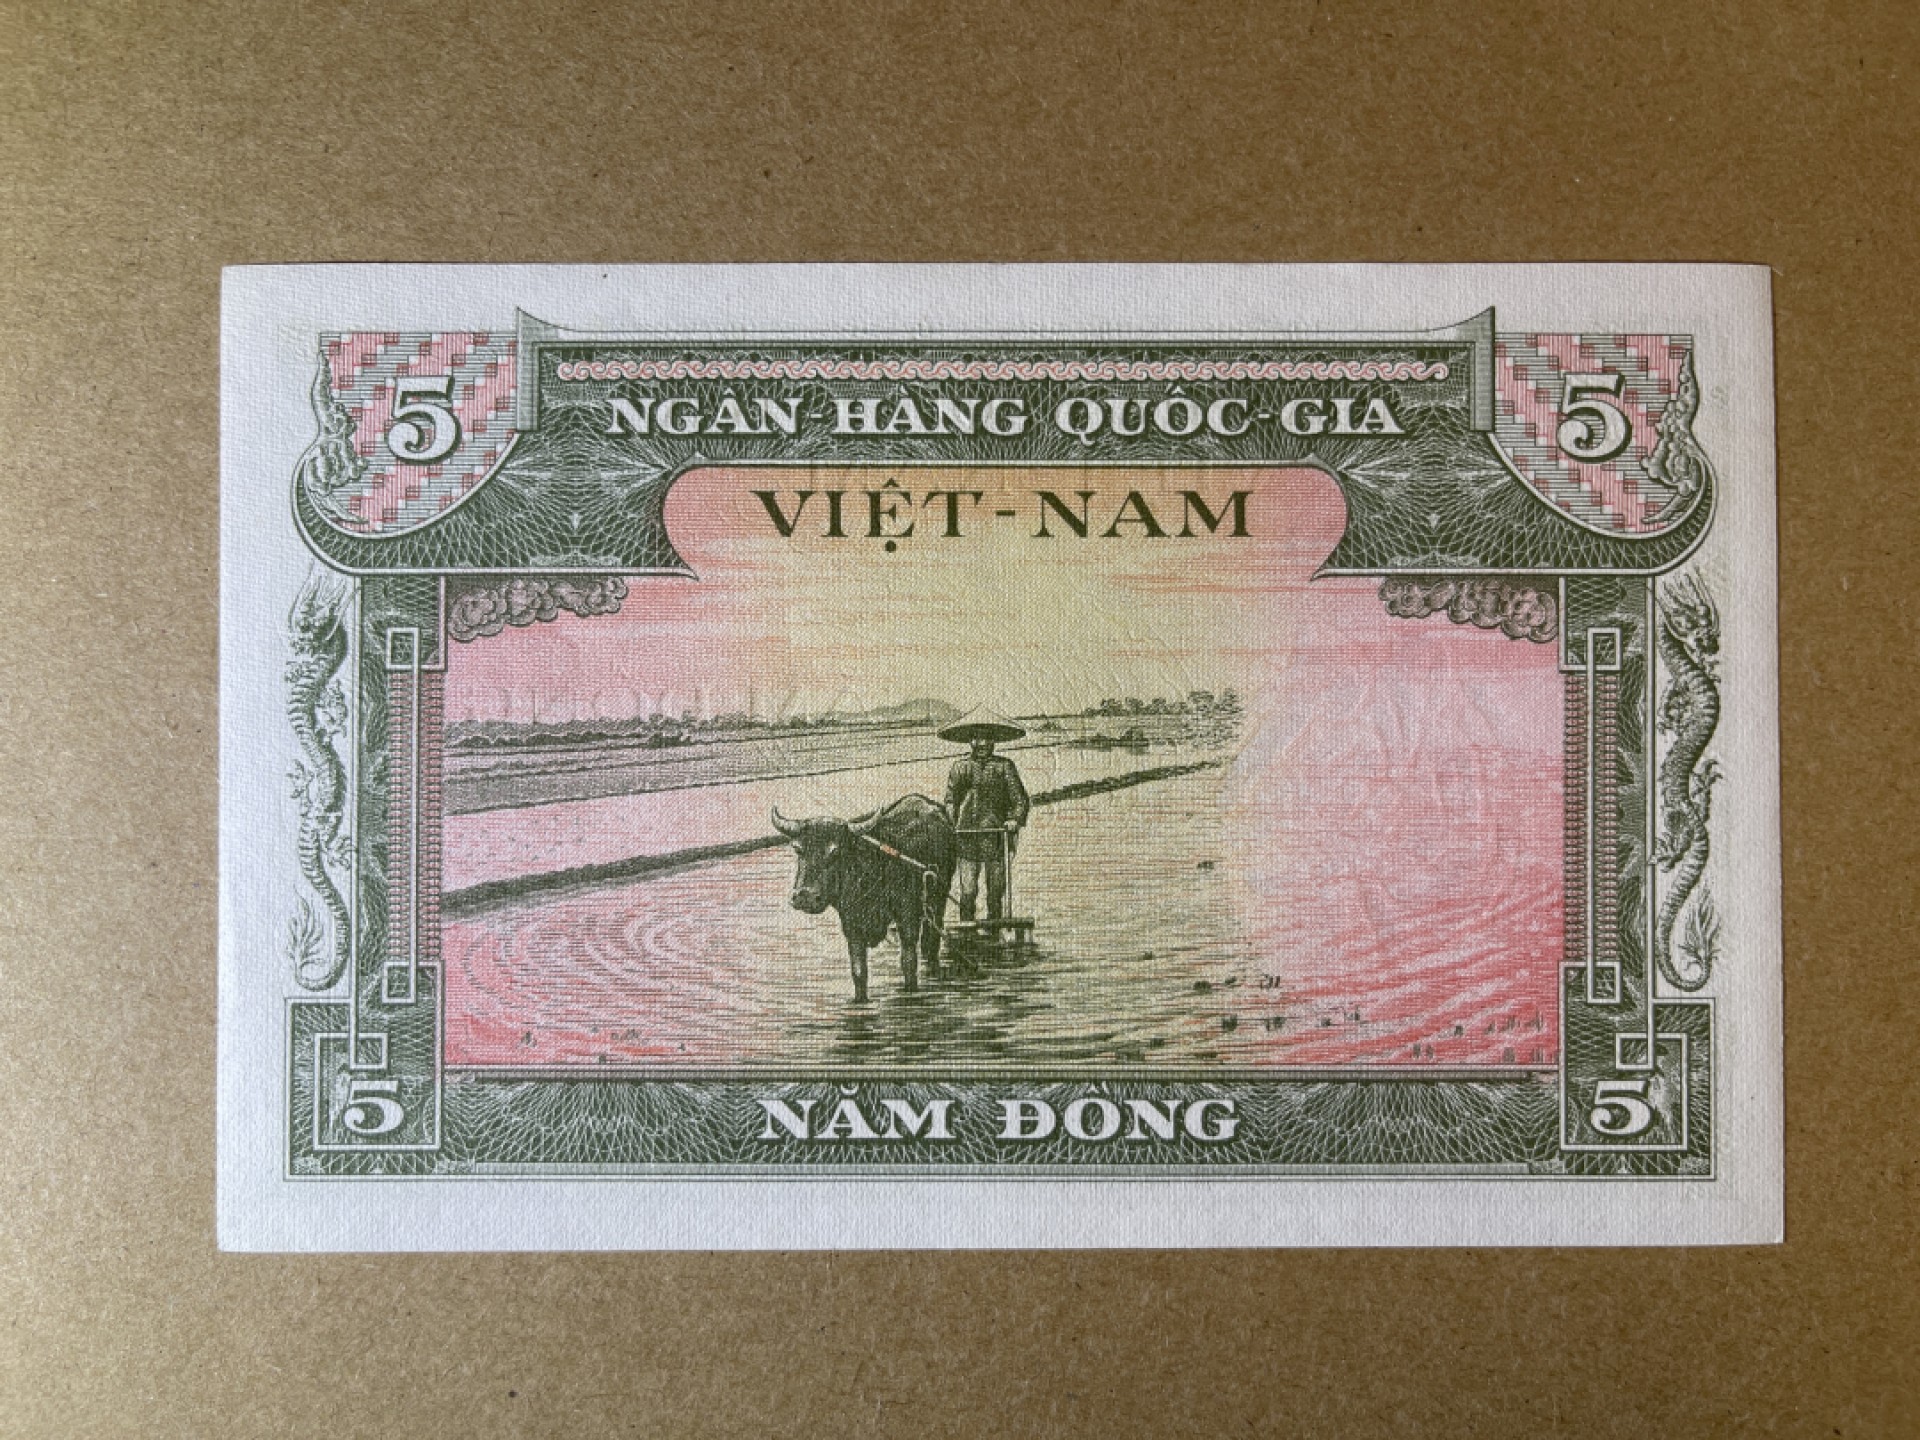 5 NGÂN-HÀNG QUỐC-GIA 5
VIỆT-NAM
5 NĂM ĐỒNG 5